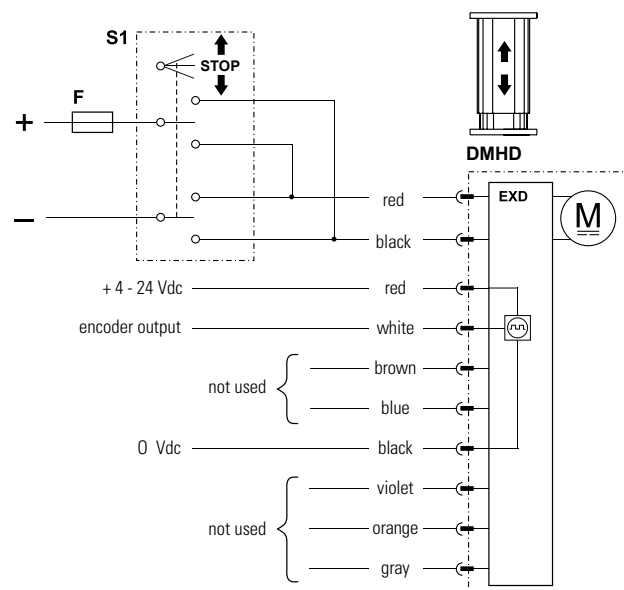 S1
STOP
F
+
−
DMHD
EXD
M
red
black
+ 4 - 24 Vdc red
encoder output white
brown
not used
blue
0 Vdc black
violet
not used orange
gray